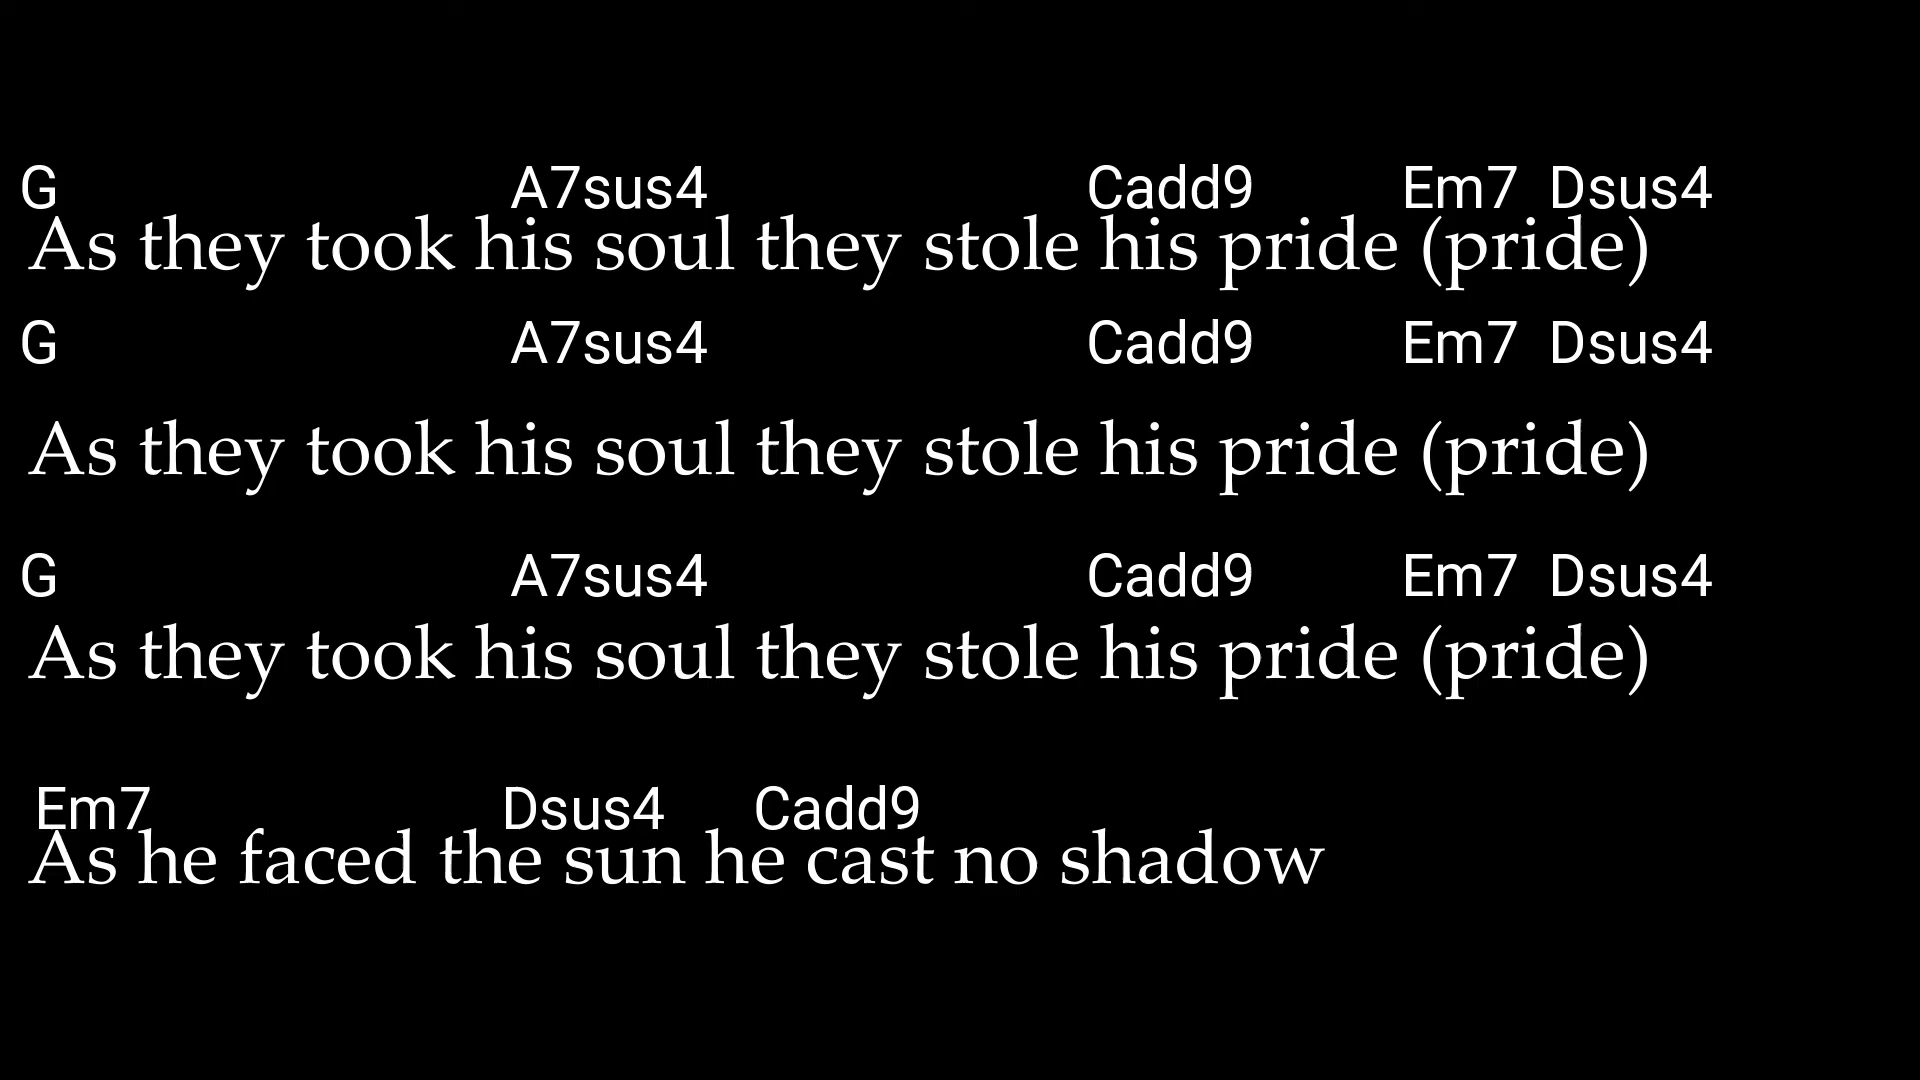 G A7sus4 Cadd9 Em7 Dsus4
As they took his soul they stole his pride (pride)
G A7sus4 Cadd9 Em7 Dsus4
As they took his soul they stole his pride (pride)
G A7sus4 Cadd9 Em7 Dsus4
As they took his soul they stole his pride (pride)
Em7 Dsus4 Cadd9
As he faced the sun he cast no shadow